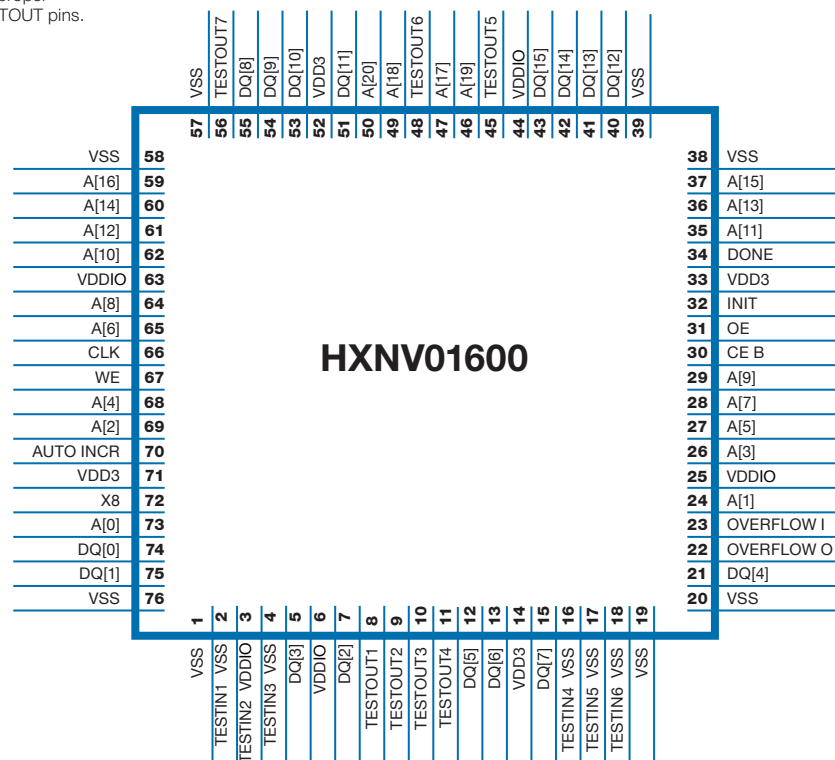 TOUT pins.
VSS
TESTOUT7
DQ[8]
DQ[9]
DQ[10]
VDD3
DQ[11]
A[20]
A[18]
TESTOUT6
A[17]
A[19]
TESTOUT5
VDDIO
DQ[15]
DQ[14]
DQ[13]
DQ[12]
VSS
57
56
55
54
53
52
51
50
49
48
47
46
45
44
43
42
41
40
39
VSS 58
A[16] 59
A[14] 60
A[12] 61
A[10] 62
VDDIO 63
A[8] 64
A[6] 65
CLK 66
WE 67
A[4] 68
A[2] 69
AUTO INCR 70
VDD3 71
X8 72
A[0] 73
DQ[0] 74
DQ[1] 75
VSS 76
HXNV01600
38 VSS
37 A[15]
36 A[13]
35 A[11]
34 DONE
33 VDD3
32 INIT
31 OE
30 CE B
29 A[9]
28 A[7]
27 A[5]
26 A[3]
25 VDDIO
24 A[1]
23 OVERFLOW I
22 OVERFLOW O
21 DQ[4]
20 VSS
1
2
3
4
5
6
7
8
9
10
11
12
13
14
15
16
17
18
19
VSS
TESTIN1 VSS
TESTIN2 VDDIO
TESTIN3 VSS
DQ[3]
VDDIO
DQ[2]
TESTOUT1
TESTOUT2
TESTOUT3
TESTOUT4
DQ[5]
DQ[6]
VDD3
DQ[7]
TESTIN4 VSS
TESTIN5 VSS
TESTIN6 VSS
VSS